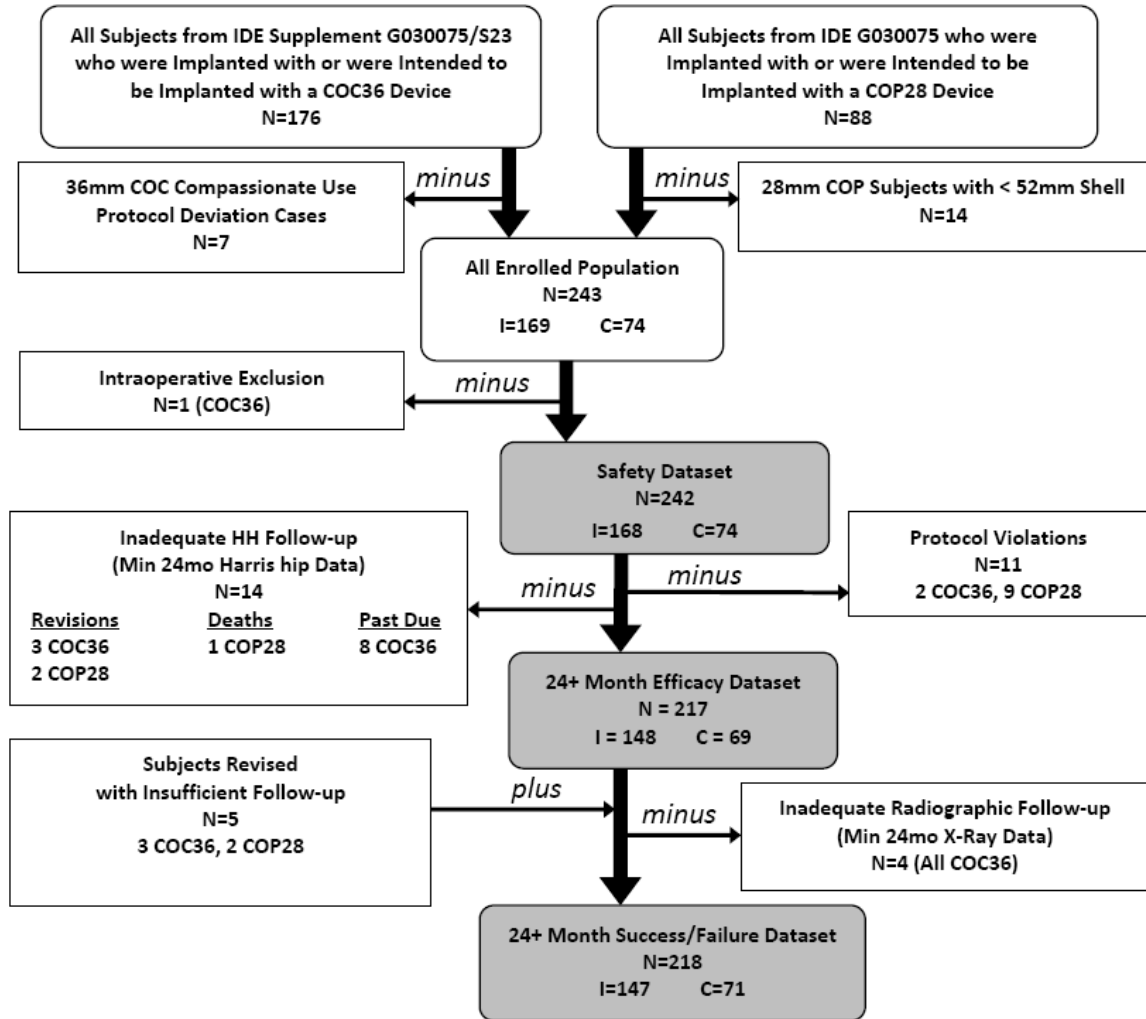 All Subjects from IDE Supplement G030075/S23
who were Implanted with or were Intended to
be Implanted with a COC36 Device
N=176
All Subjects from IDE G030075 who were
Implanted with or were Intended to be
Implanted with a COP28 Device
N=88
minus
minus
36mm COC Compassionate Use
Protocol Deviation Cases
N=7
28mm COP Subjects with < 52mm Shell
N=14
All Enrolled Population
N=243
I=169 C=74
Intraoperative Exclusion
N=1 (COC36)
minus
Safety Dataset
N=242
I=168 C=74
Inadequate HH Follow-up
(Min 24mo Harris hip Data)
N=14
Revisions Deaths Past Due
3 COC36 1 COP28 8 COC36
2 COP28
minus
minus
Protocol Violations
N=11
2 COC36, 9 COP28
24+ Month Efficacy Dataset
N = 217
I = 148 C = 69
Subjects Revised
with Insufficient Follow-up
N=5
3 COC36, 2 COP28
plus
minus
Inadequate Radiographic Follow-up
(Min 24mo X-Ray Data)
N=4 (All COC36)
24+ Month Success/Failure Dataset
N=218
I=147 C=71